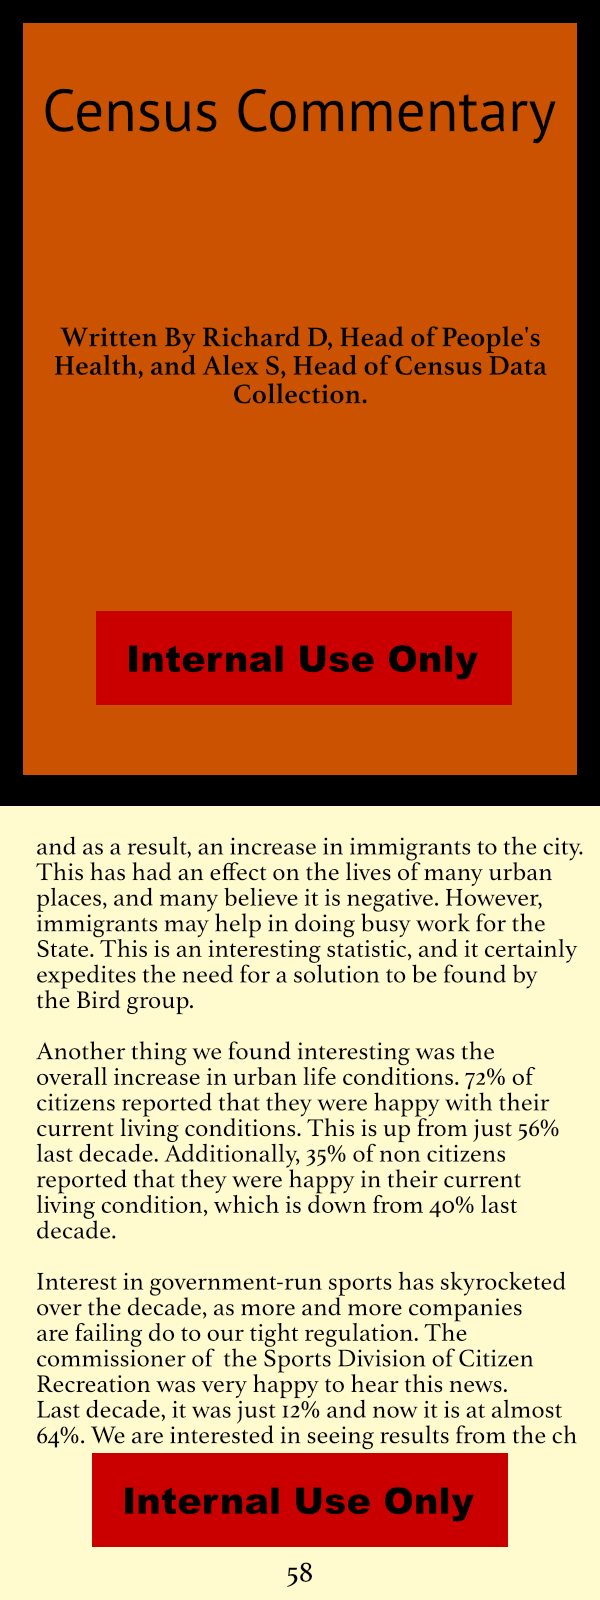 Census Commentary
Written By Richard D, Head of People's
Health, and Alex S, Head of Census Data
Collection.
Internal Use Only
and as a result, an increase in immigrants to the city.
This has had an effect on the lives of many urban
places, and many believe it is negative. However,
immigrants may help in doing busy work for the
State. This is an interesting statistic, and it certainly
expedites the need for a solution to be found by
the Bird group.
Another thing we found interesting was the
overall increase in urban life conditions. 72% of
citizens reported that they were happy with their
current living conditions. This is up from just 56%
last decade. Additionally, 35% of non citizens
reported that they were happy in their current
living condition, which is down from 40% last
decade.
Interest in government-run sports has skyrocketed
over the decade, as more and more companies
are failing do to our tight regulation. The
commissioner of  the Sports Division of Citizen
Recreation was very happy to hear this news.
Last decade, it was just 12% and now it is at almost
64%. We are interested in seeing results from the ch
Internal Use Only
58